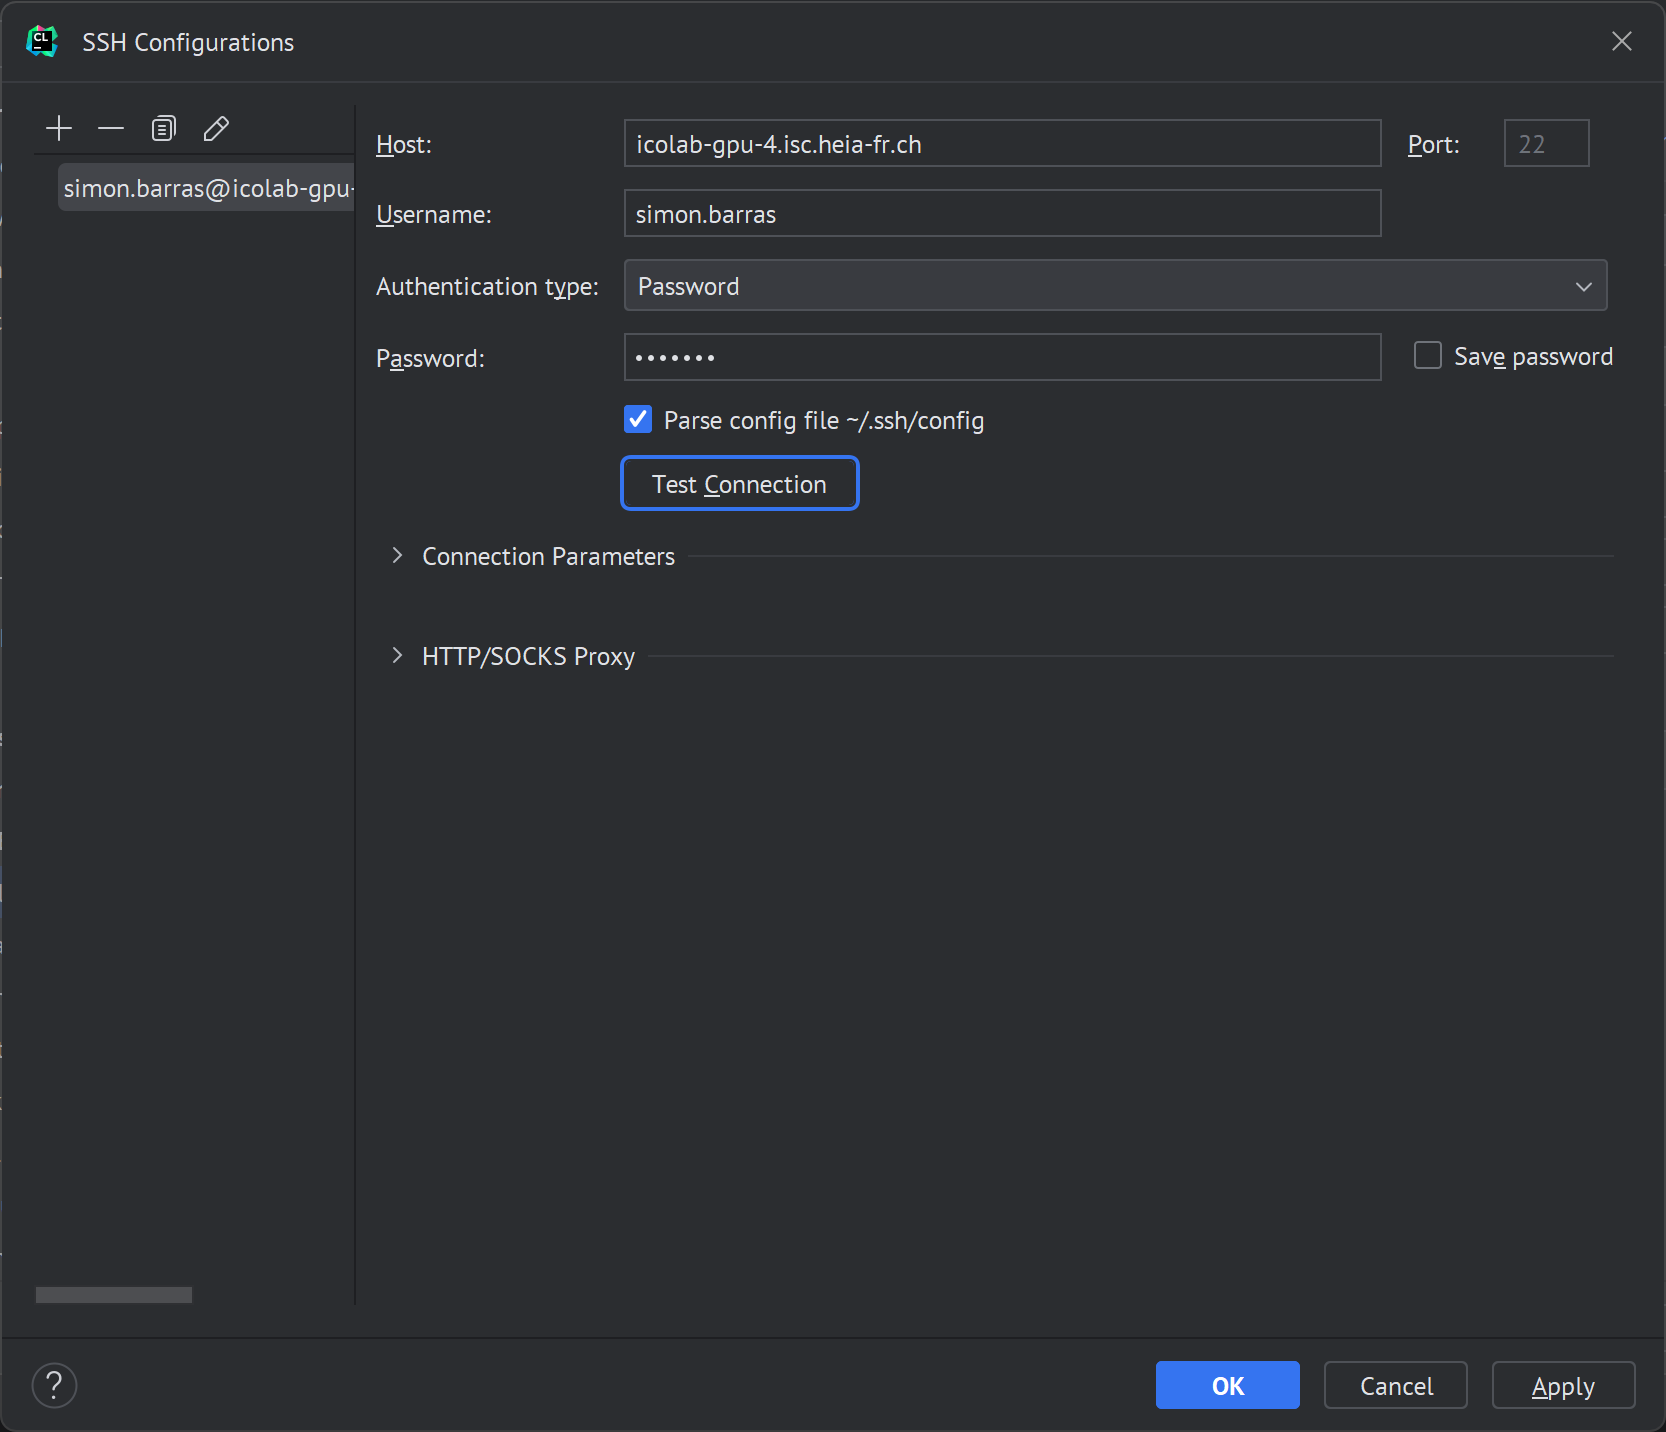 CL
SSH Configurations
simon.barras@icolab-gpu-
Host:
icolab-gpu-4.isc.heia-fr.ch
Port:
22
Username:
simon.barras
Authentication type:
Password
Password:
•••••••
Save password
Parse config file ~/.ssh/config
Test Connection
Connection Parameters
HTTP/SOCKS Proxy
?
OK
Cancel
Apply